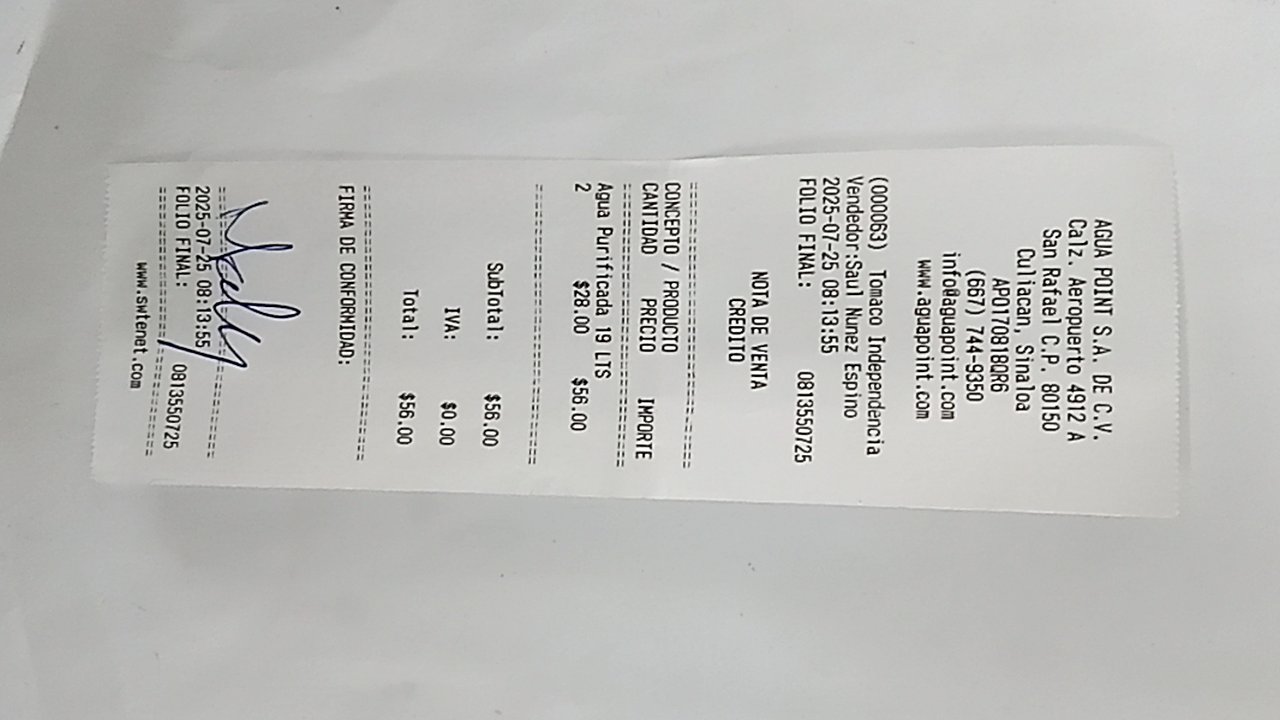 AGUA POINT S.A. DE C.V.
Calz. Aeropuerto 4912 A
San Rafael C.P. 80150
Culiacan, Sinaloa
APO170818QR6
(667) 744-9350
info@aguapoint.com
www.aguapoint.com
NOTA DE VENTA
CREDITO
(000063) Tomaco Independencia
Vendedor:Saul Nunez Espino
2025-07-25 08:13:55
FOLIO FINAL: 0813550725
CONCEPTO / PRODUCTO
CANTIDAD PRECIO IMPORTE
Agua Purificada 19 LTS
2 $28.00 $56.00
SubTotal: $56.00
IVA: $0.00
Total: $56.00
FIRMA DE CONFORMIDAD:
2025-07-25 08:13:55
FOLIO FINAL: 0813550725
www.swtenet.com